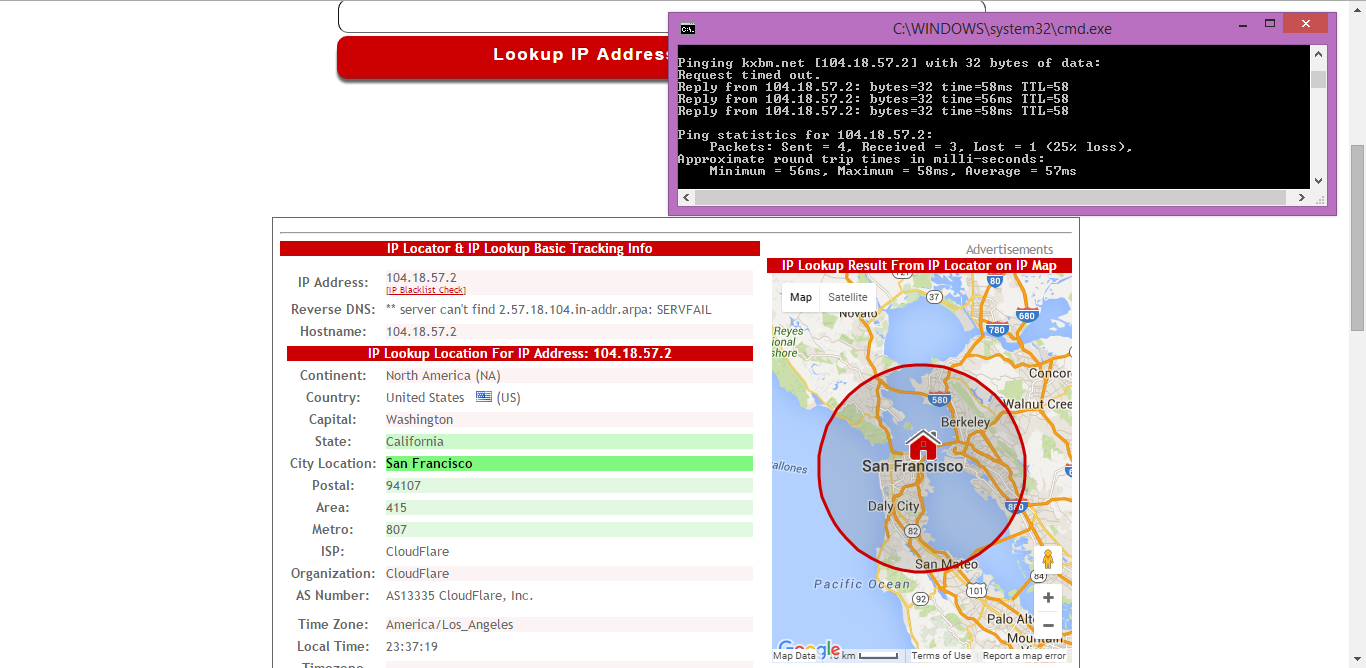 Lookup IP Addres
C:\WINDOWS\system32\cmd.exe
Pinging kxbm.net [104.18.57.2] with 32 bytes of data:
Request timed out.
Reply from 104.18.57.2: bytes=32 time=58ms TTL=58
Reply from 104.18.57.2: bytes=32 time=56ms TTL=58
Reply from 104.18.57.2: bytes=32 time=58ms TTL=58
Ping statistics for 104.18.57.2:
Packets: Sent = 4, Received = 3, Lost = 1 (25% loss),
Approximate round trip times in milli-seconds:
Minimum = 56ms, Maximum = 58ms, Average = 57ms
IP Locator & IP Lookup Basic Tracking Info
IP Address: 104.18.57.2
[IP Blacklist Check]
Reverse DNS: ** server can't find 2.57.18.104.in-addr.arpa: SERVFAIL
Hostname: 104.18.57.2
IP Lookup Location For IP Address: 104.18.57.2
Continent: North America (NA)
Country: United States (US)
Capital: Washington
State: California
City Location: San Francisco
Postal: 94107
Area: 415
Metro: 807
ISP: CloudFlare
Organization: CloudFlare
AS Number: AS13335 CloudFlare, Inc.
Time Zone: America/Los_Angeles
Local Time: 23:37:19
Advertisements
IP Lookup Result From IP Locator on IP Map
Map Satellite
121
80
37
Novato
680
Reyes
ional
shore
780
Concor
580
Walnut Cree
Berkeley
San Francisco
allones
Daly City
880
82
San Mateo
Pacific Ocean
84
101
92
Palo Alt
Mountain
Google
Map Data km Terms of Use Report a map error